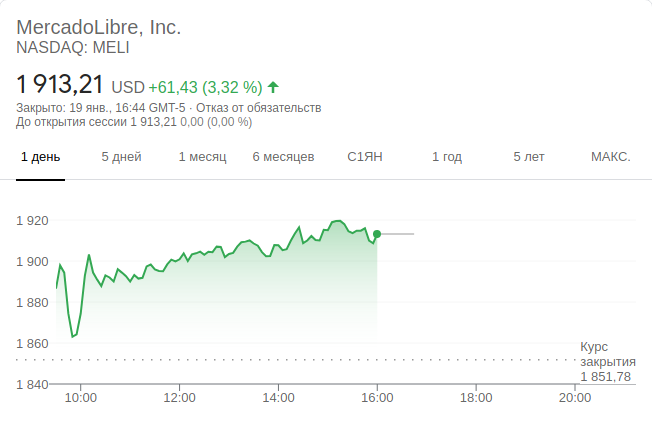 MercadoLibre, Inc.
NASDAQ: MELI
1 913,21 USD +61,43 (3,32 %)
Закрыто: 19 янв., 16:44 GMT-5 · Отказ от обязательств
До открытия сессии 1 913,21 0,00 (0,00 %)
1 день 5 дней 1 месяц 6 месяцев С1ЯН 1 год 5 лет МАКС.
1 920
1 900
1 880
1 860
Курс
закрытия
1 851,78
1 840
10:00 12:00 14:00 16:00 18:00 20:00